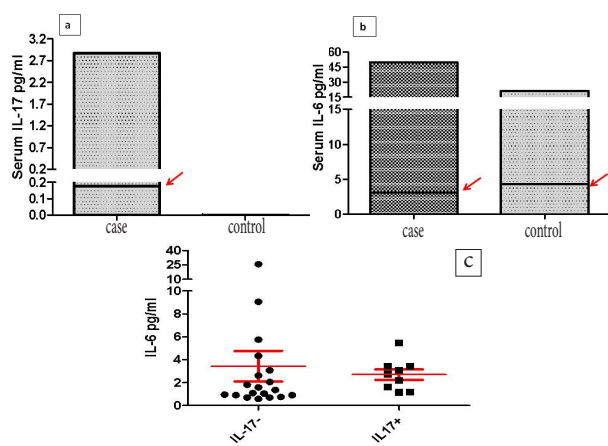 a
Serum IL-17 pg/ml
3.2
2.7
2.2
1.7
1.2
0.7
0.2
0.2
0.1
0.0
case
control
b
Serum IL-6 pg/ml
60
45
30
15
15
10
5
0
case
control
C
IL-6 pg/ml
40
25
10
10
8
6
4
2
0
IL-17-
IL17+